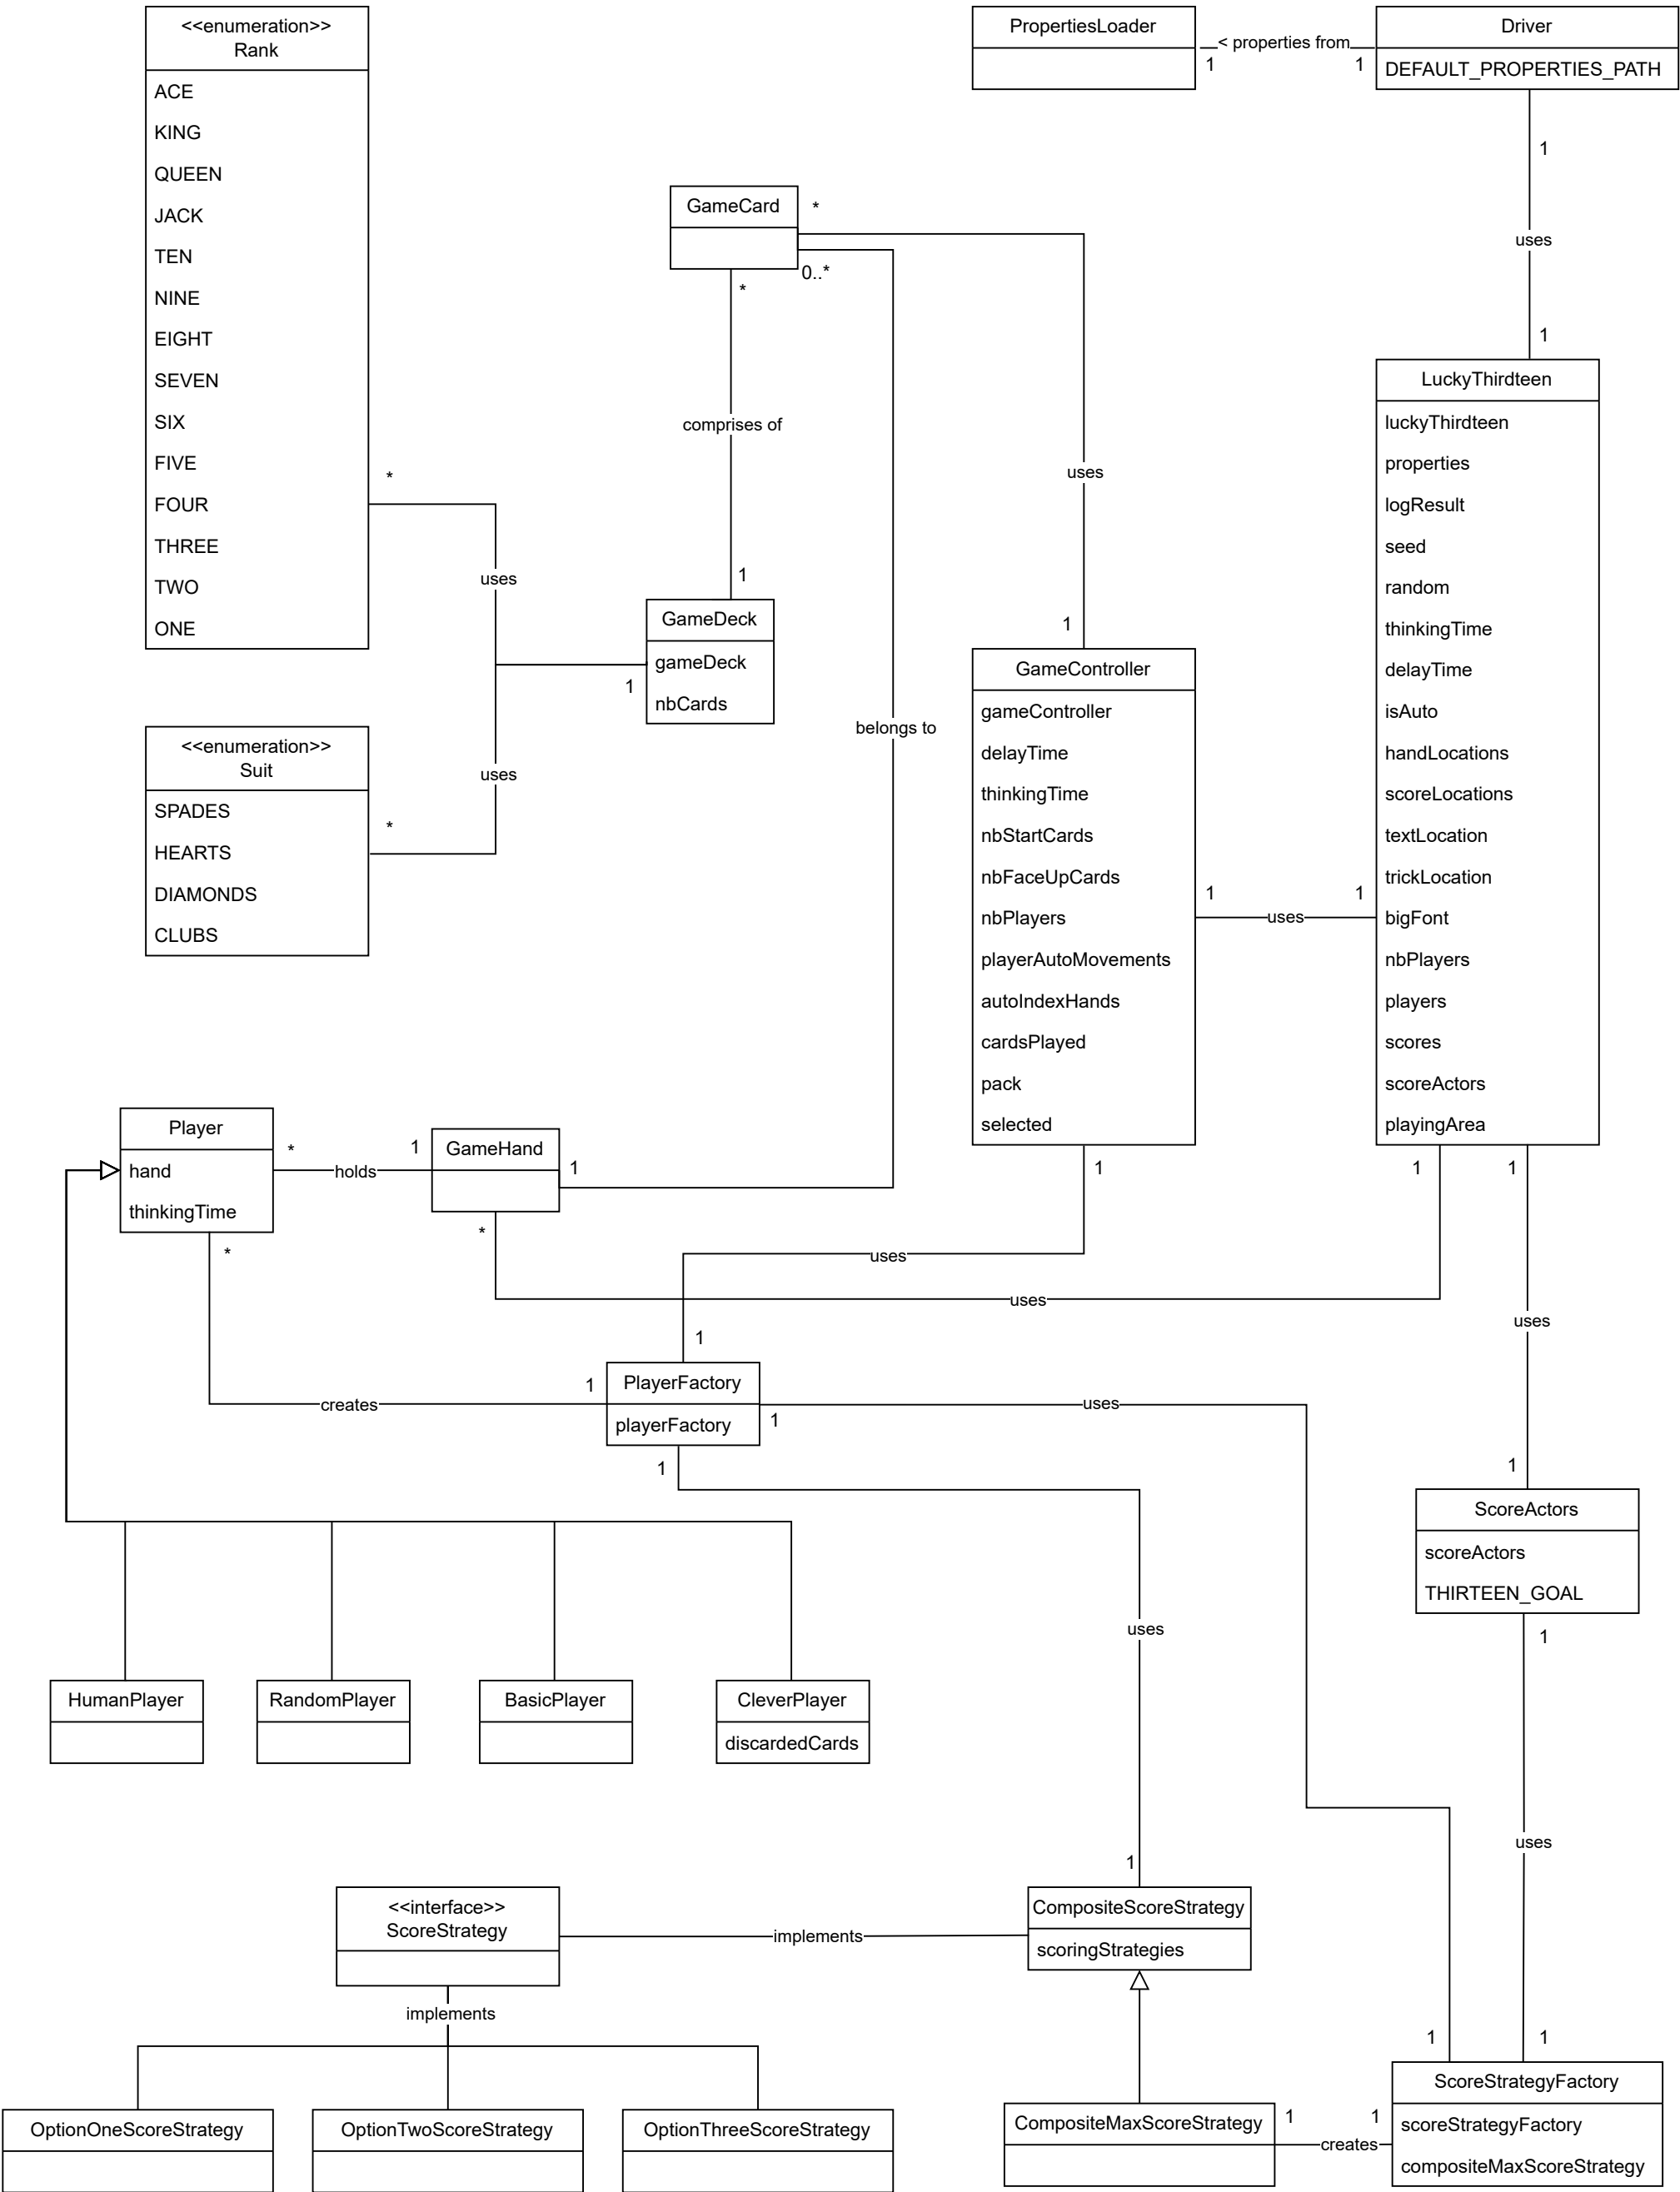 <<enumeration>>
Rank
ACE
KING
QUEEN
JACK
TEN
NINE
EIGHT
SEVEN
SIX
FIVE
FOUR
THREE
TWO
ONE
PropertiesLoader
< properties from
1
1
Driver
DEFAULT_PROPERTIES_PATH
1
uses
1
GameCard
*
0..*
*
comprises of
1
uses
1
belongs to
*
uses
1
uses
*
GameDeck
gameDeck
nbCards
<<enumeration>>
Suit
SPADES
HEARTS
DIAMONDS
CLUBS
GameController
gameController
delayTime
thinkingTime
nbStartCards
nbFaceUpCards
nbPlayers
playerAutoMovements
autoIndexHands
cardsPlayed
pack
selected
1
uses
1
LuckyThirdteen
luckyThirdteen
properties
logResult
seed
random
thinkingTime
delayTime
isAuto
handLocations
scoreLocations
textLocation
trickLocation
bigFont
nbPlayers
players
scores
scoreActors
playingArea
Player
hand
thinkingTime
*
holds
1
GameHand
1
*
*
1
1
1
uses
uses
uses
1
1
creates
PlayerFactory
playerFactory
1
uses
1
1
ScoreActors
scoreActors
THIRTEEN_GOAL
1
uses
uses
HumanPlayer
RandomPlayer
BasicPlayer
CleverPlayer
discardedCards
1
<<interface>>
ScoreStrategy
implements
CompositeScoreStrategy
scoringStrategies
implements
1
1
OptionOneScoreStrategy
OptionTwoScoreStrategy
OptionThreeScoreStrategy
CompositeMaxScoreStrategy
1
creates
1
ScoreStrategyFactory
scoreStrategyFactory
compositeMaxScoreStrategy